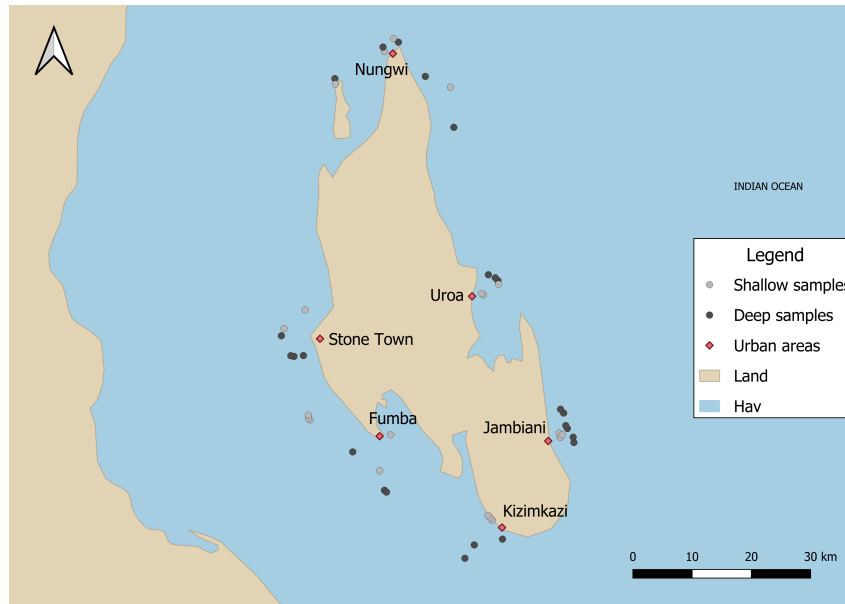 Nungwi
INDIAN OCEAN
Legend
Shallow samples
Deep samples
Urban areas
Land
Hav
Uroa
Stone Town
Fumba
Jambiani
Kizimkazi
0 10 20 30 km